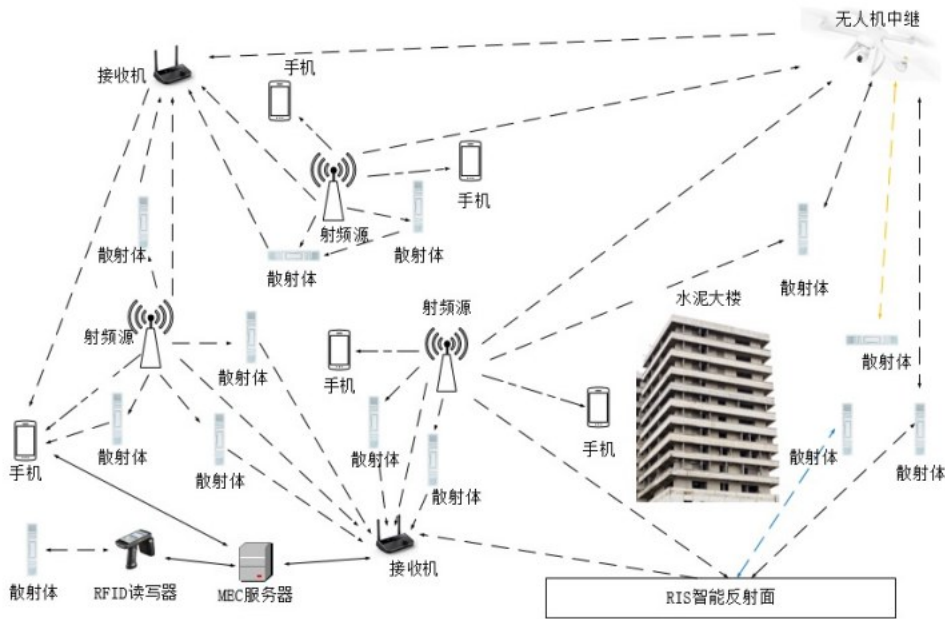 无人机中继
接收机
手机
手机
射频源
散射体
散射体
散射体
散射体
射频源
射频源
水泥大楼
散射体
手机
散射体
手机
散射体
散射体
散射体
散射体
散射体
散射体
手机
散射体
RFID读写器
MEC服务器
接收机
RIS智能反射面